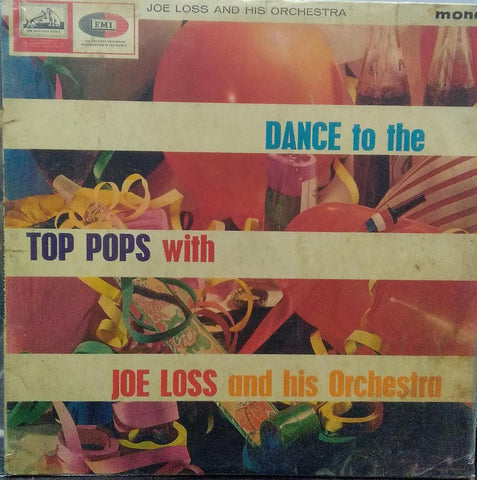 JOE LOSS AND HIS ORCHESTRA
mono
EMI
DANCE to the
TOP POPS with
JOE LOSS and his Orchestra